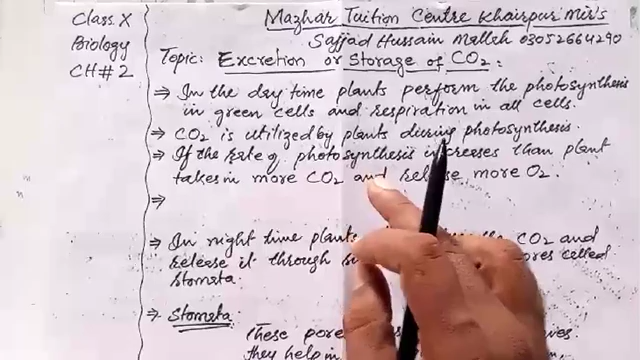 Class. X
Biology
CH # 2
Mazhar Tuition Centre Khairpur Mir's
Sajjad Hussain Malleh 03052664290
Topic: Excretion or Storage of CO2:
⇒ In the day time plants perform the photosynthesis
in green cells and respiration in all cells.
⇒ CO2 is utilized by plants during photosynthesis.
⇒ If the rate of photosynthesis increases than plant
takes in more CO2 and release more O2.
⇒
⇒ In night time plants CO2 and
release it through called
Stomata.
⇒ Stomata:
These
they help in